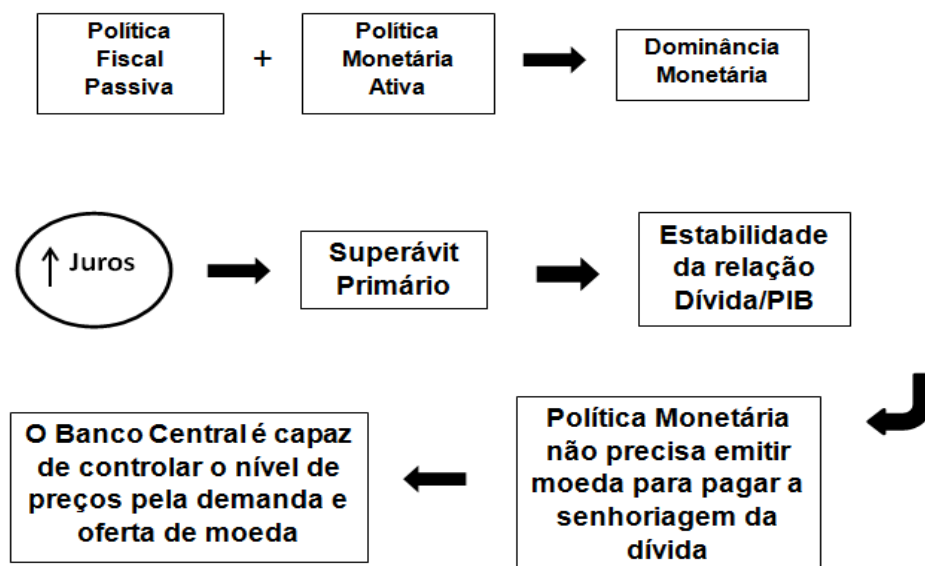 Política
Fiscal
Passiva
+
Política
Monetária
Ativa
Dominância
Monetária
↑ Juros
Superávit
Primário
Estabilidade
da relação
Dívida/PIB
Política Monetária
não precisa emitir
moeda para pagar a
senhoriagem da
dívida
O Banco Central é capaz
de controlar o nível de
preços pela demanda e
oferta de moeda